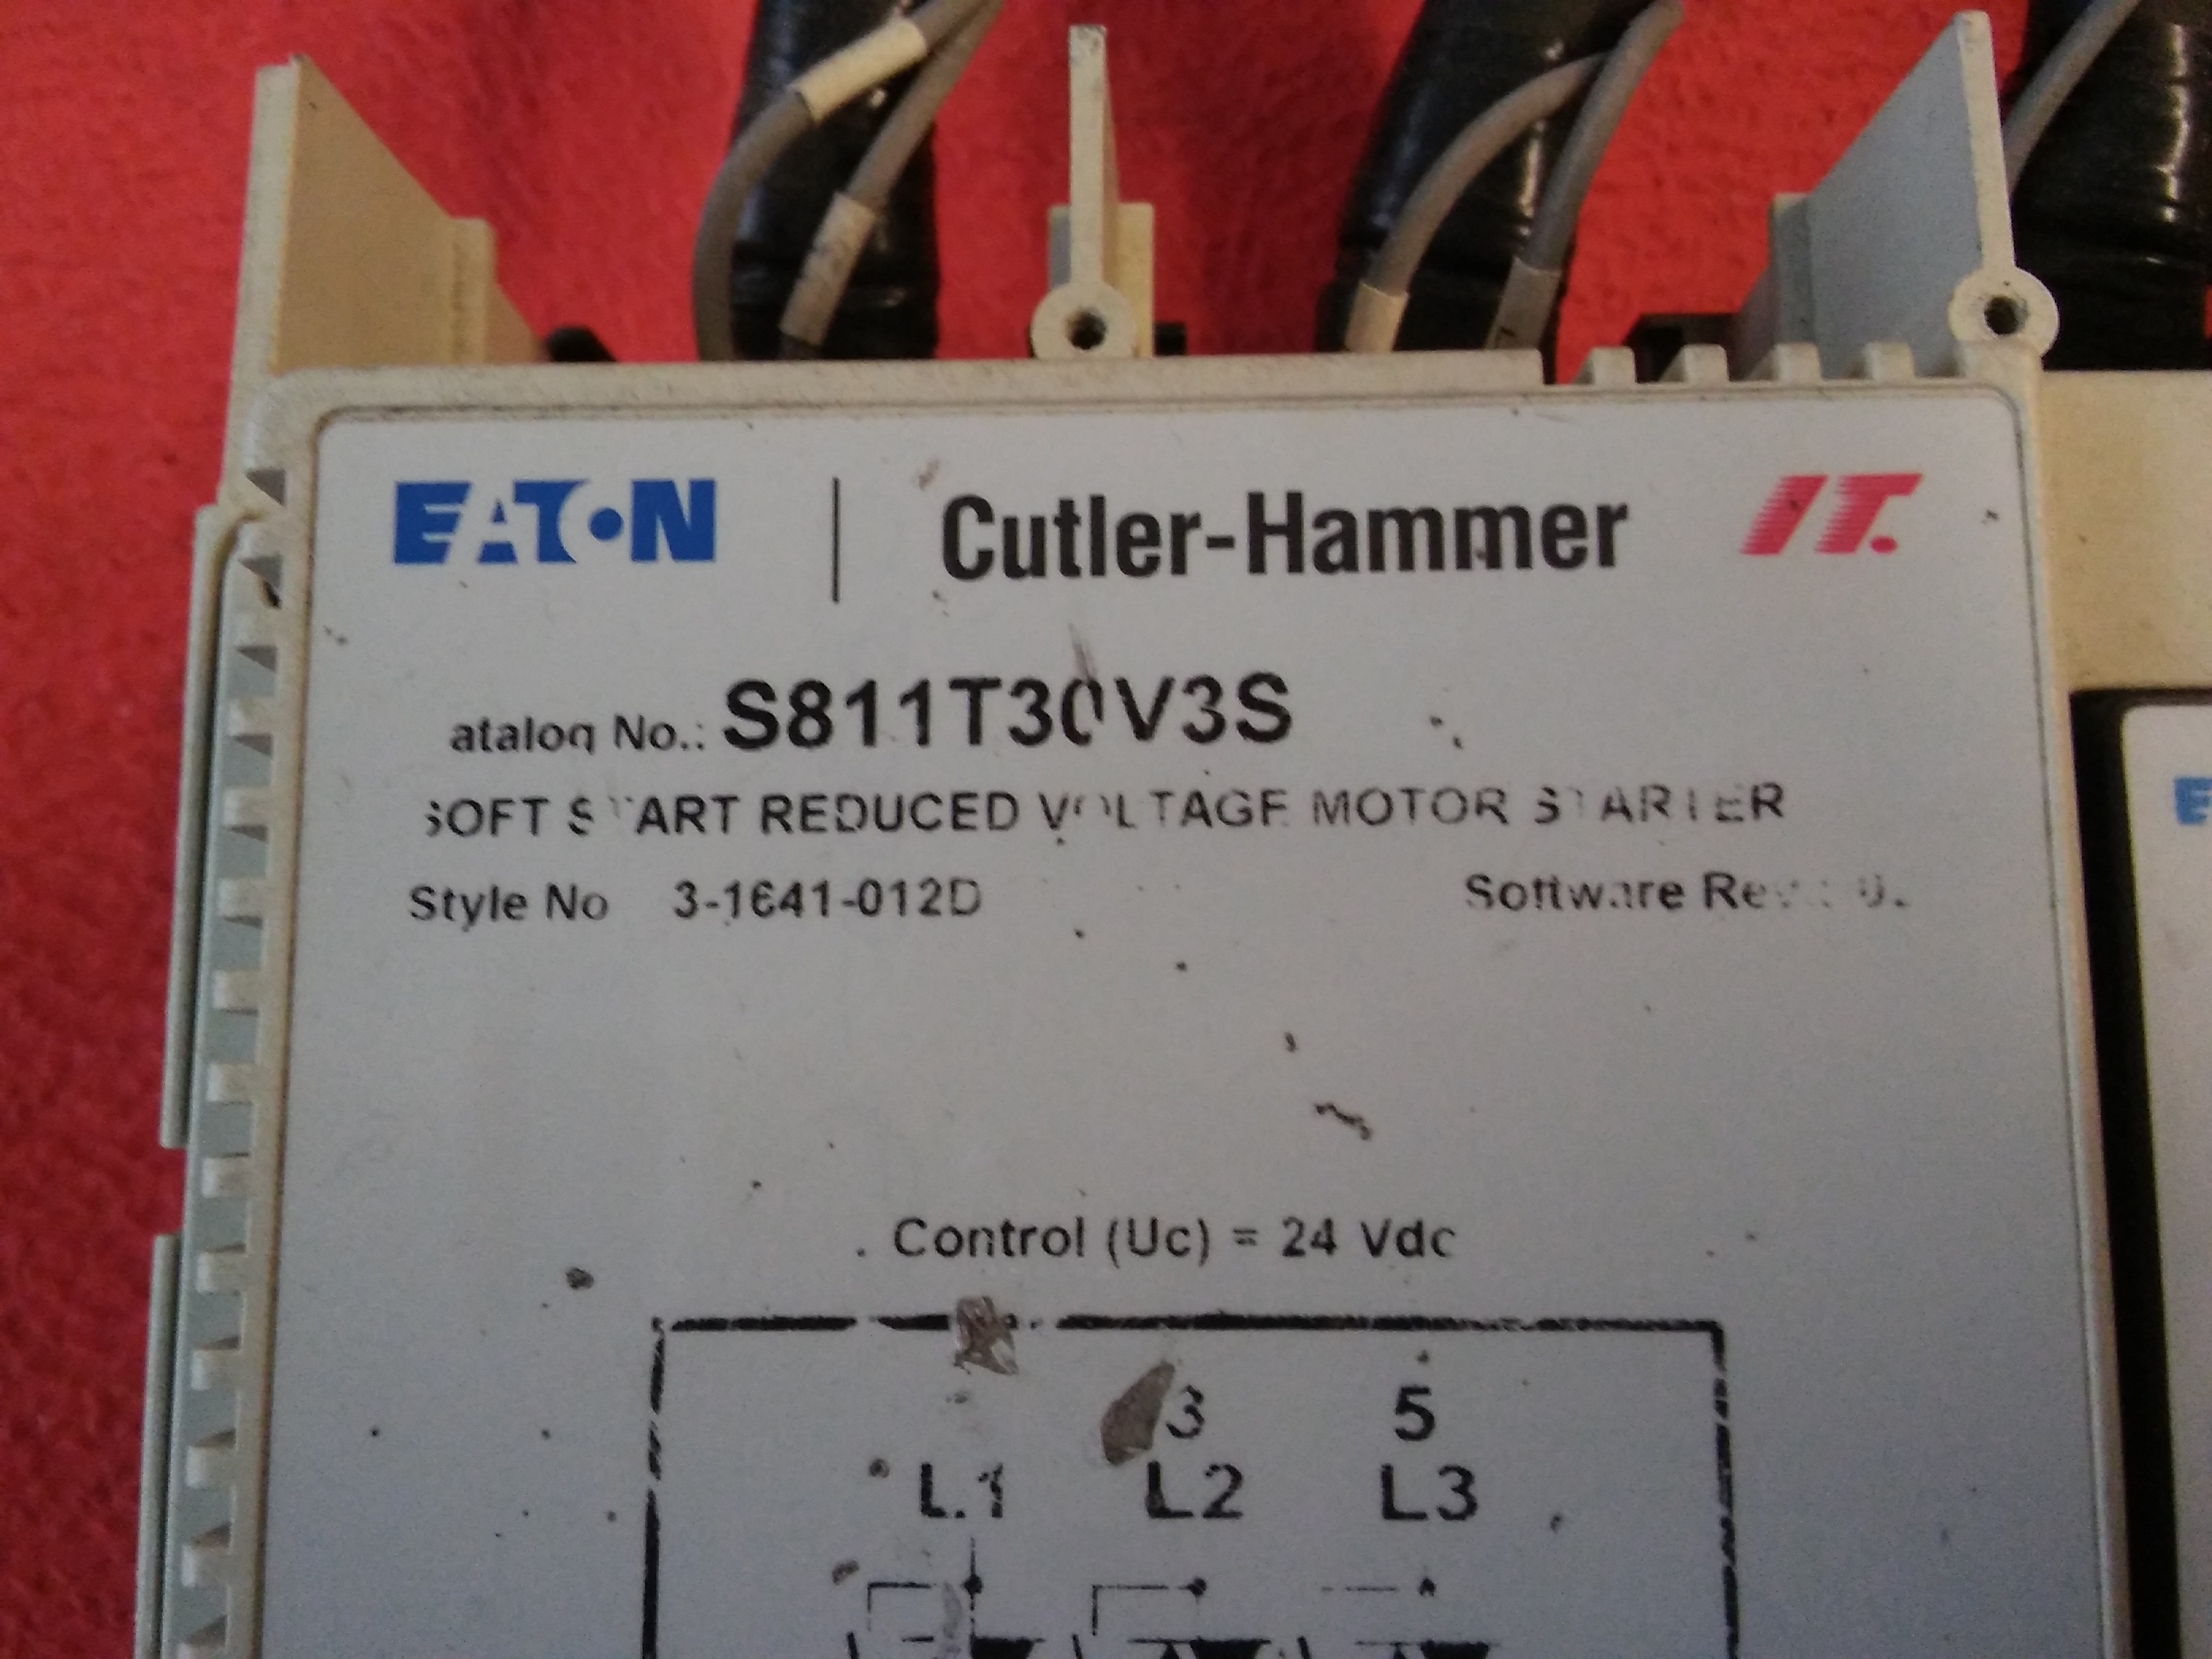 EATON | Cutler-Hammer IT.
atalog No.: S811T30V3S
SOFT START REDUCED VOLTAGE MOTOR STARTER
Style No 3-1641-012D Software Rev
Control (Uc) = 24 Vdc
3 5
L1 L2 L3